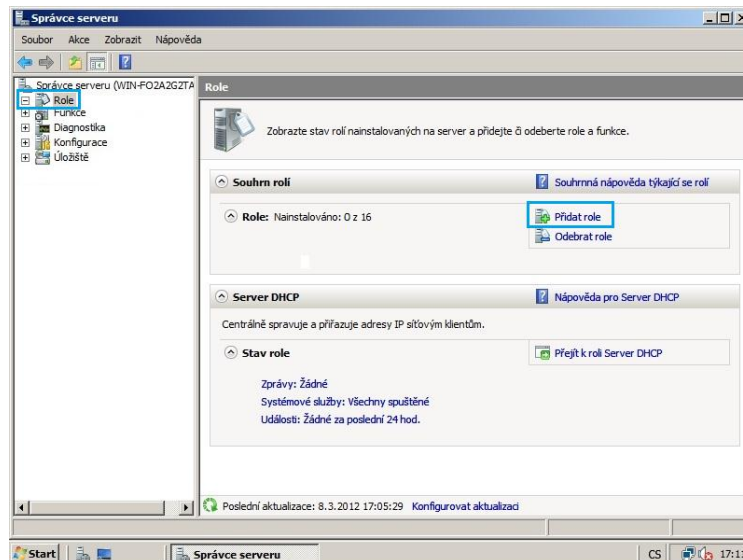 Správce serveru
Soubor Akce Zobrazit Nápověda
Správce serveru (WIN-FO2A2G2TA
Role
Funkce
Diagnostika
Konfigurace
Úložiště
Role
Zobrazte stav rolí nainstalovaných na server a přidejte či odeberte role a funkce.
Souhrn rolí
Souhrnná nápověda týkající se rolí
Role: Nainstalováno: 0 z 16
Přidat role
Odebrat role
Server DHCP
Nápověda pro Server DHCP
Centrálně spravuje a přiřazuje adresy IP síťovým klientům.
Stav role
Přejít k roli Server DHCP
Zprávy: Žádné
Systémové služby: Všechny spuštěné
Události: Žádné za poslední 24 hod.
Poslední aktualizace: 8.3.2012 17:05:29 Konfigurovat aktualizaci
Start Správce serveru CS 17:11